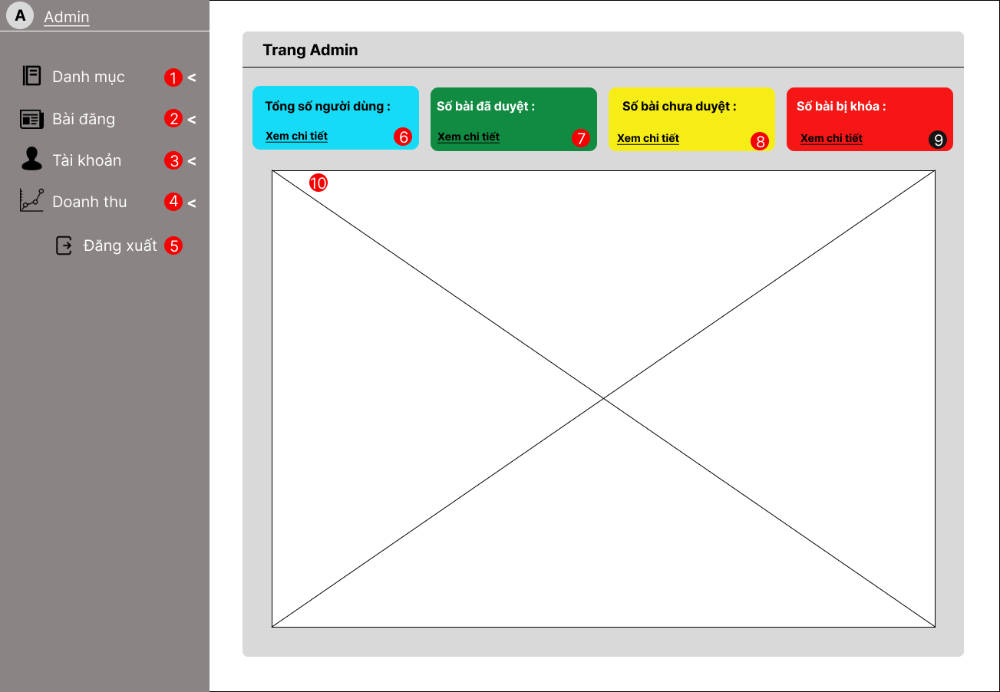 A Admin
Danh mục 1 <
Bài đăng 2 <
Tài khoản 3 <
Doanh thu 4 <
Đăng xuất 5
Trang Admin
Tổng số người dùng :
Xem chi tiết 6
Số bài đã duyệt :
Xem chi tiết 7
Số bài chưa duyệt :
Xem chi tiết 8
Số bài bị khóa :
Xem chi tiết 9
10